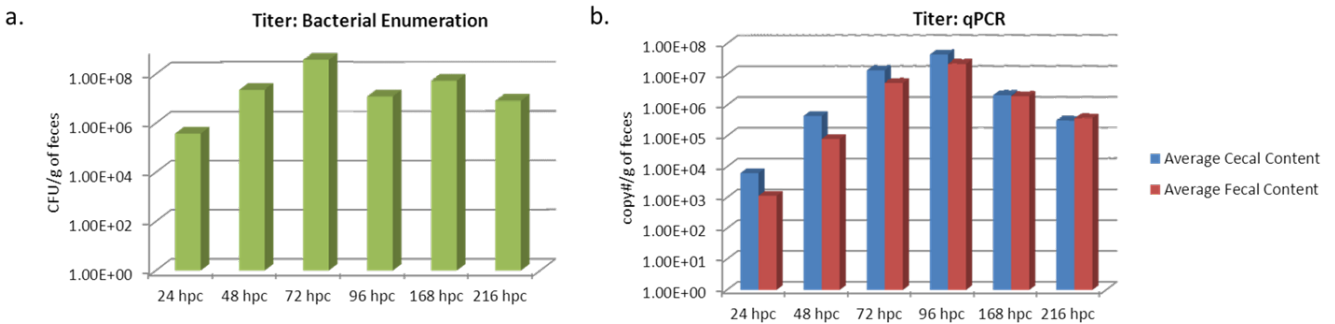 a.
Titer: Bacterial Enumeration
CFU/g of feces
1.00E+08
1.00E+06
1.00E+04
1.00E+02
1.00E+00
24 hpc 48 hpc 72 hpc 96 hpc 168 hpc 216 hpc
b.
Titer: qPCR
copy#/g of feces
1.00E+08
1.00E+07
1.00E+06
1.00E+05
1.00E+04
1.00E+03
1.00E+02
1.00E+01
1.00E+00
24 hpc 48 hpc 72 hpc 96 hpc 168 hpc 216 hpc
Average Cecal Content
Average Fecal Content